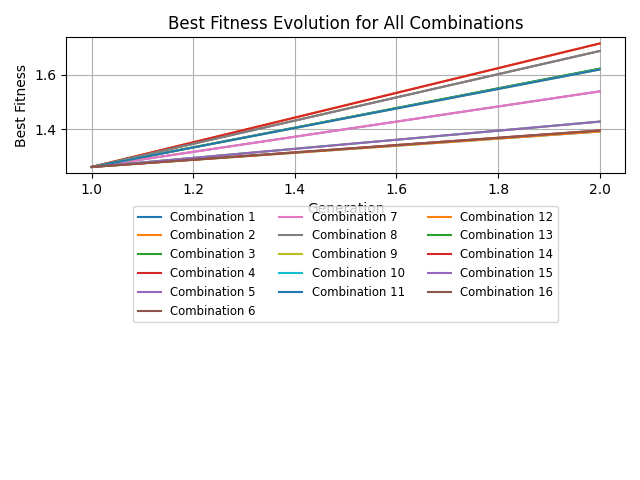 Best Fitness Evolution for All Combinations
Best Fitness
1.6
1.4
1.0 1.2 1.4 1.6 1.8 2.0
Generation
Combination 1 Combination 7 Combination 12
Combination 2 Combination 8 Combination 13
Combination 3 Combination 9 Combination 14
Combination 4 Combination 10 Combination 15
Combination 5 Combination 11 Combination 16
Combination 6